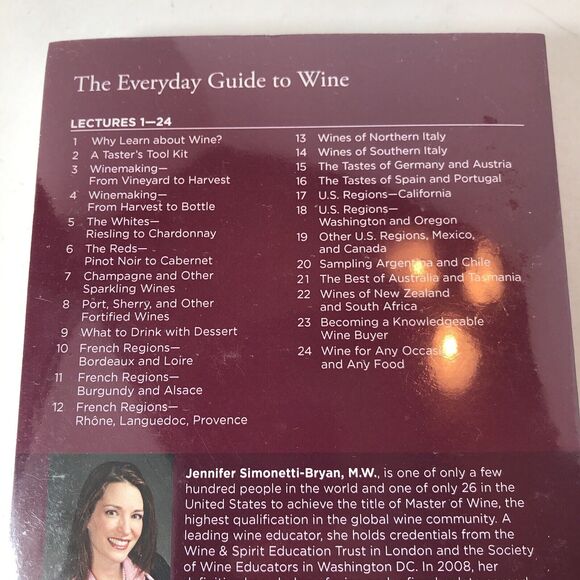 The Everyday Guide to Wine
LECTURES 1—24
1 Why Learn about Wine?
2 A Taster's Tool Kit
3 Winemaking—
From Vineyard to Harvest
4 Winemaking—
From Harvest to Bottle
5 The Whites—
Riesling to Chardonnay
6 The Reds—
Pinot Noir to Cabernet
7 Champagne and Other
Sparkling Wines
8 Port, Sherry, and Other
Fortified Wines
9 What to Drink with Dessert
10 French Regions—
Bordeaux and Loire
11 French Regions—
Burgundy and Alsace
12 French Regions—
Rhône, Languedoc, Provence
13 Wines of Northern Italy
14 Wines of Southern Italy
15 The Tastes of Germany and Austria
16 The Tastes of Spain and Portugal
17 U.S. Regions—California
18 U.S. Regions—
Washington and Oregon
19 Other U.S. Regions, Mexico,
and Canada
20 Sampling Argentina and Chile
21 The Best of Australia and Tasmania
22 Wines of New Zealand
and South Africa
23 Becoming a Knowledgeable
Wine Buyer
24 Wine for Any Occasion
and Any Food
Jennifer Simonetti-Bryan, M.W., is one of only a few
hundred people in the world and one of only 26 in the
United States to achieve the title of Master of Wine, the
highest qualification in the global wine community. A
leading wine educator, she holds credentials from the
Wine & Spirit Education Trust in London and the Society
of Wine Educators in Washington DC. In 2008, her